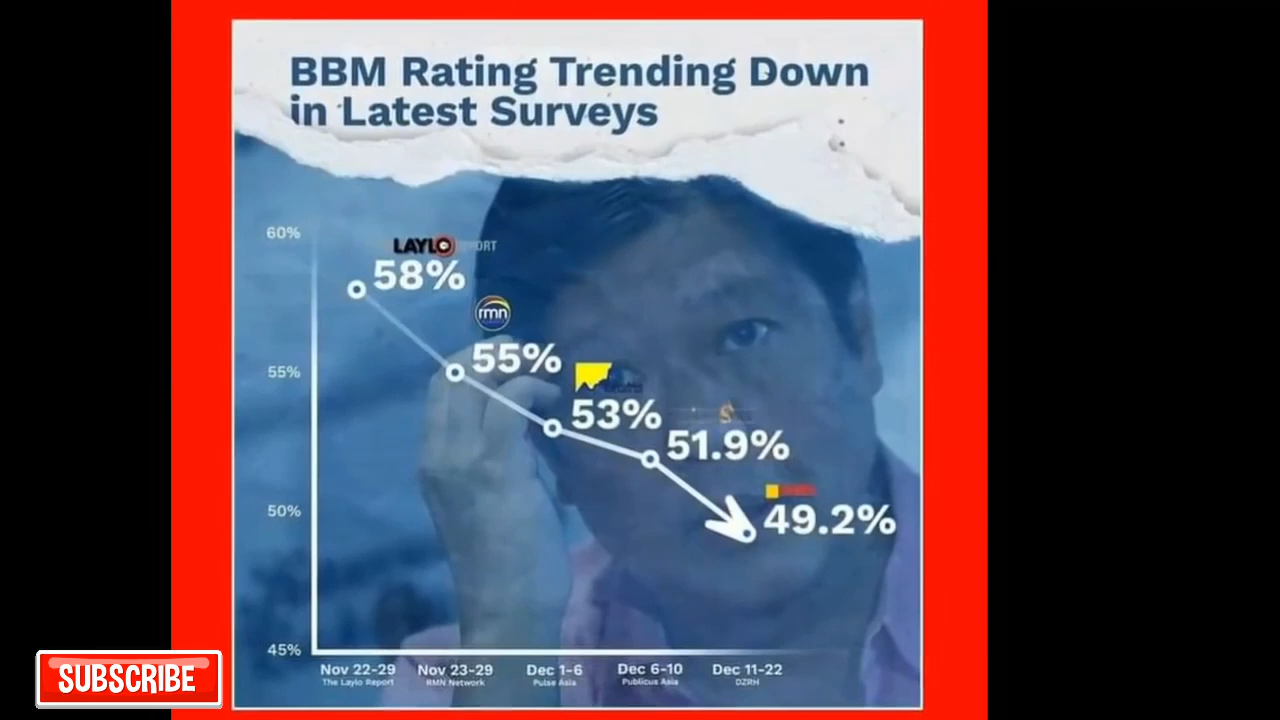 BBM Rating Trending Down
in Latest Surveys
60%
LAYLO REPORT
58%
rmn
55%
55%
53%
51.9%
50%
49.2%
45%
Nov 22-29
The Laylo Report
Nov 23-29
RMN Network
Dec 1-6
Pulse Asia
Dec 6-10
Publicus Asia
Dec 11-22
DZRH
SUBSCRIBE